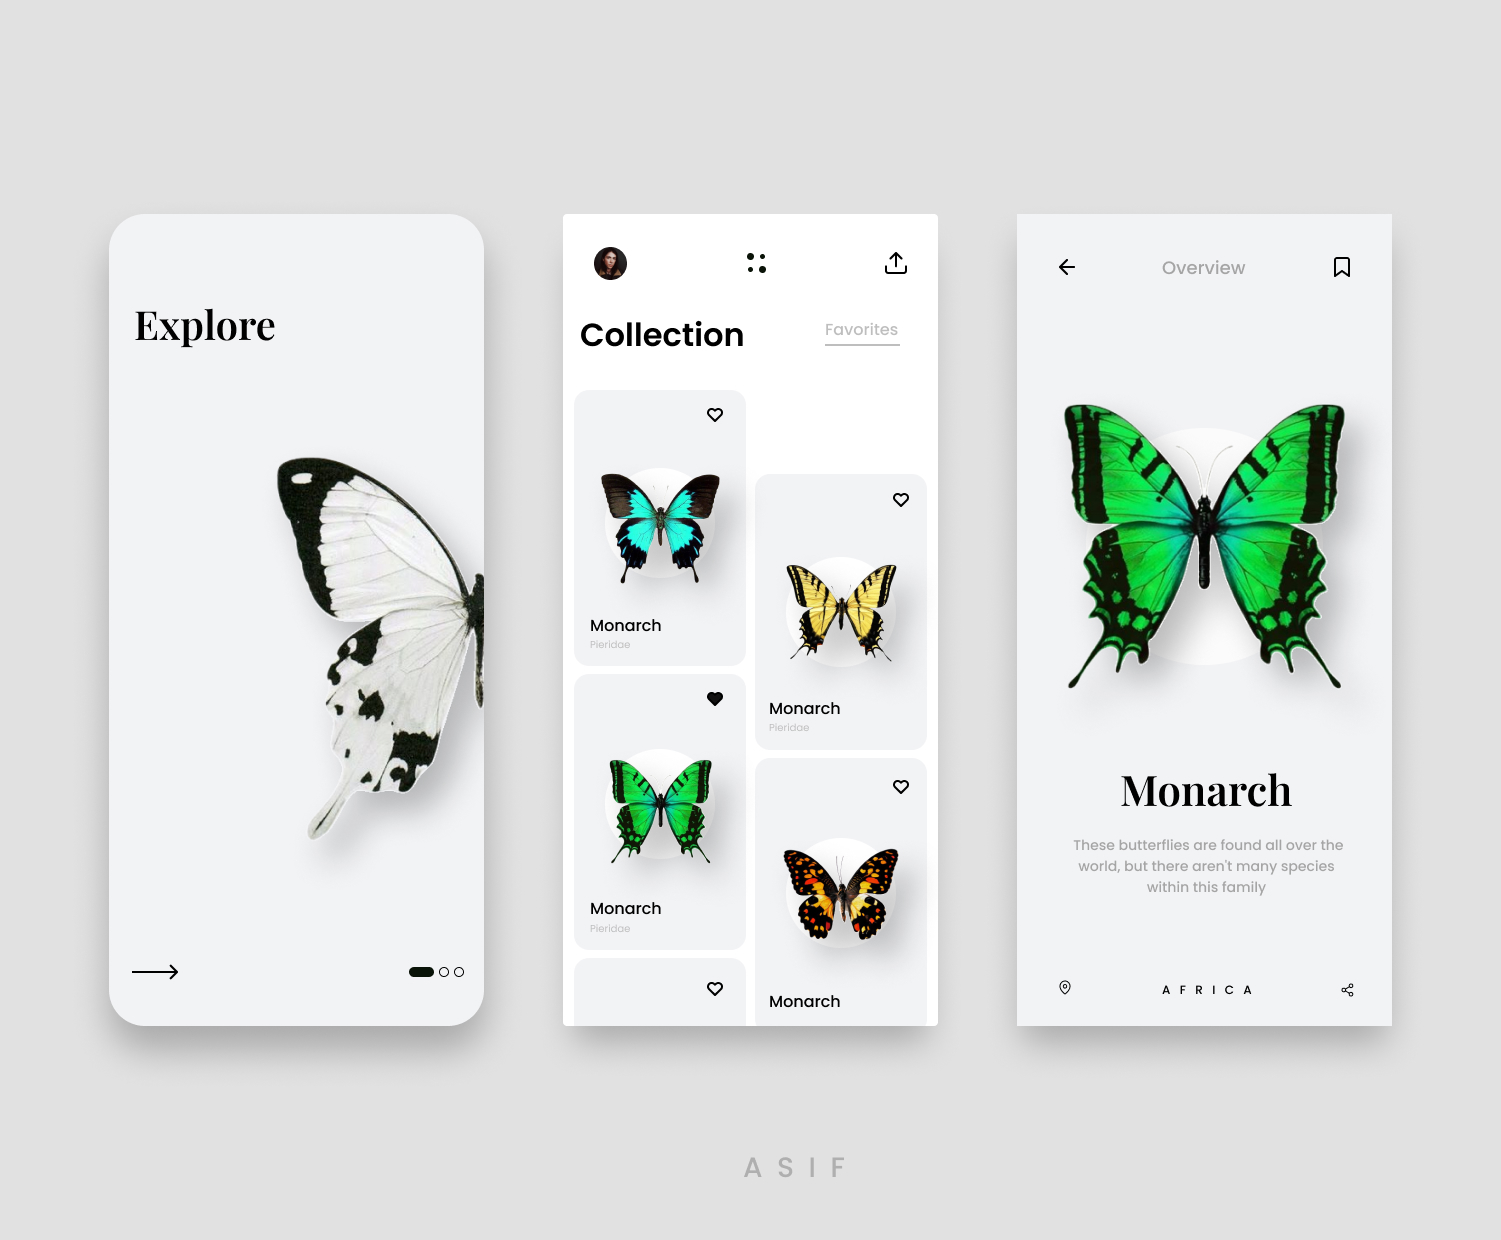 Explore
Collection
Favorites
Monarch
Pieridae
Monarch
Pieridae
Monarch
Pieridae
Monarch
Overview
Monarch
These butterflies are found all over the
world, but there aren't many species
within this family
AFRICA
ASIF